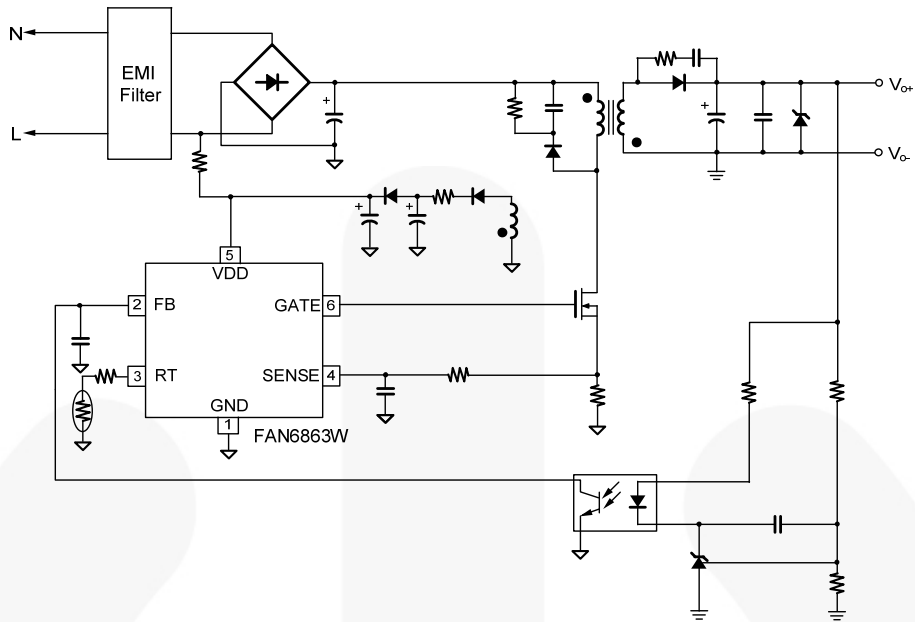 N
EMI
Filter
L
Vo+
Vo-
+
+
+
+
5
VDD
2
FB
GATE
6
3
RT
SENSE
4
GND
1
FAN6863W